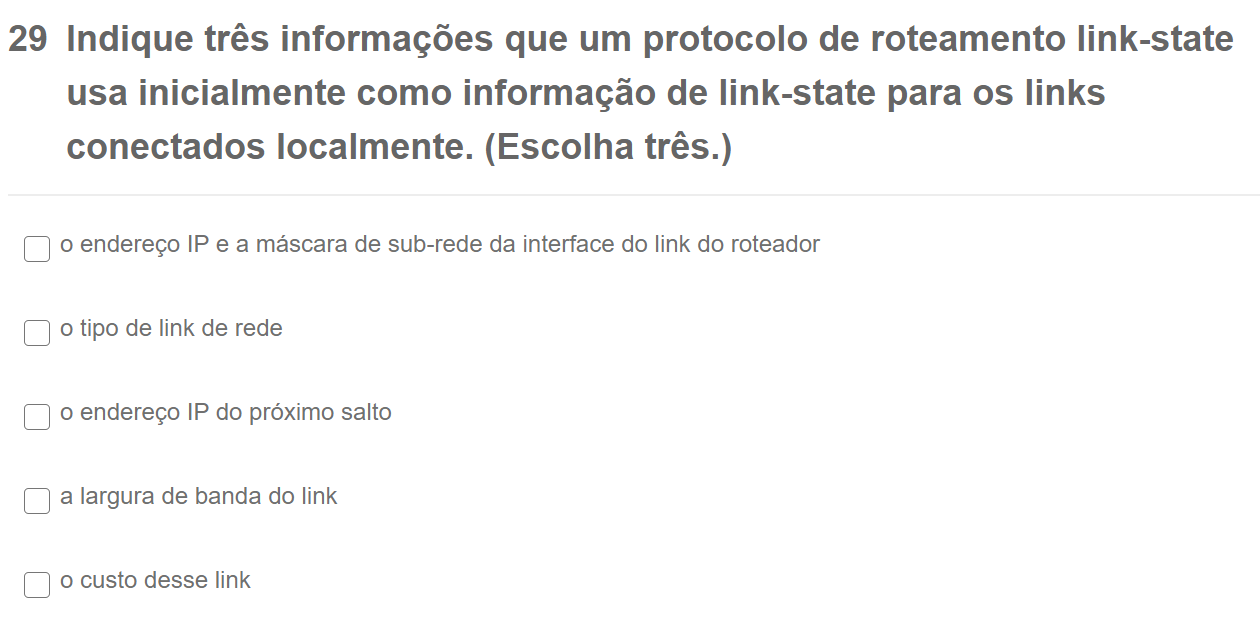 29 Indique três informações que um protocolo de roteamento link-state
usa inicialmente como informação de link-state para os links
conectados localmente. (Escolha três.)
o endereço IP e a máscara de sub-rede da interface do link do roteador
o tipo de link de rede
o endereço IP do próximo salto
a largura de banda do link
o custo desse link